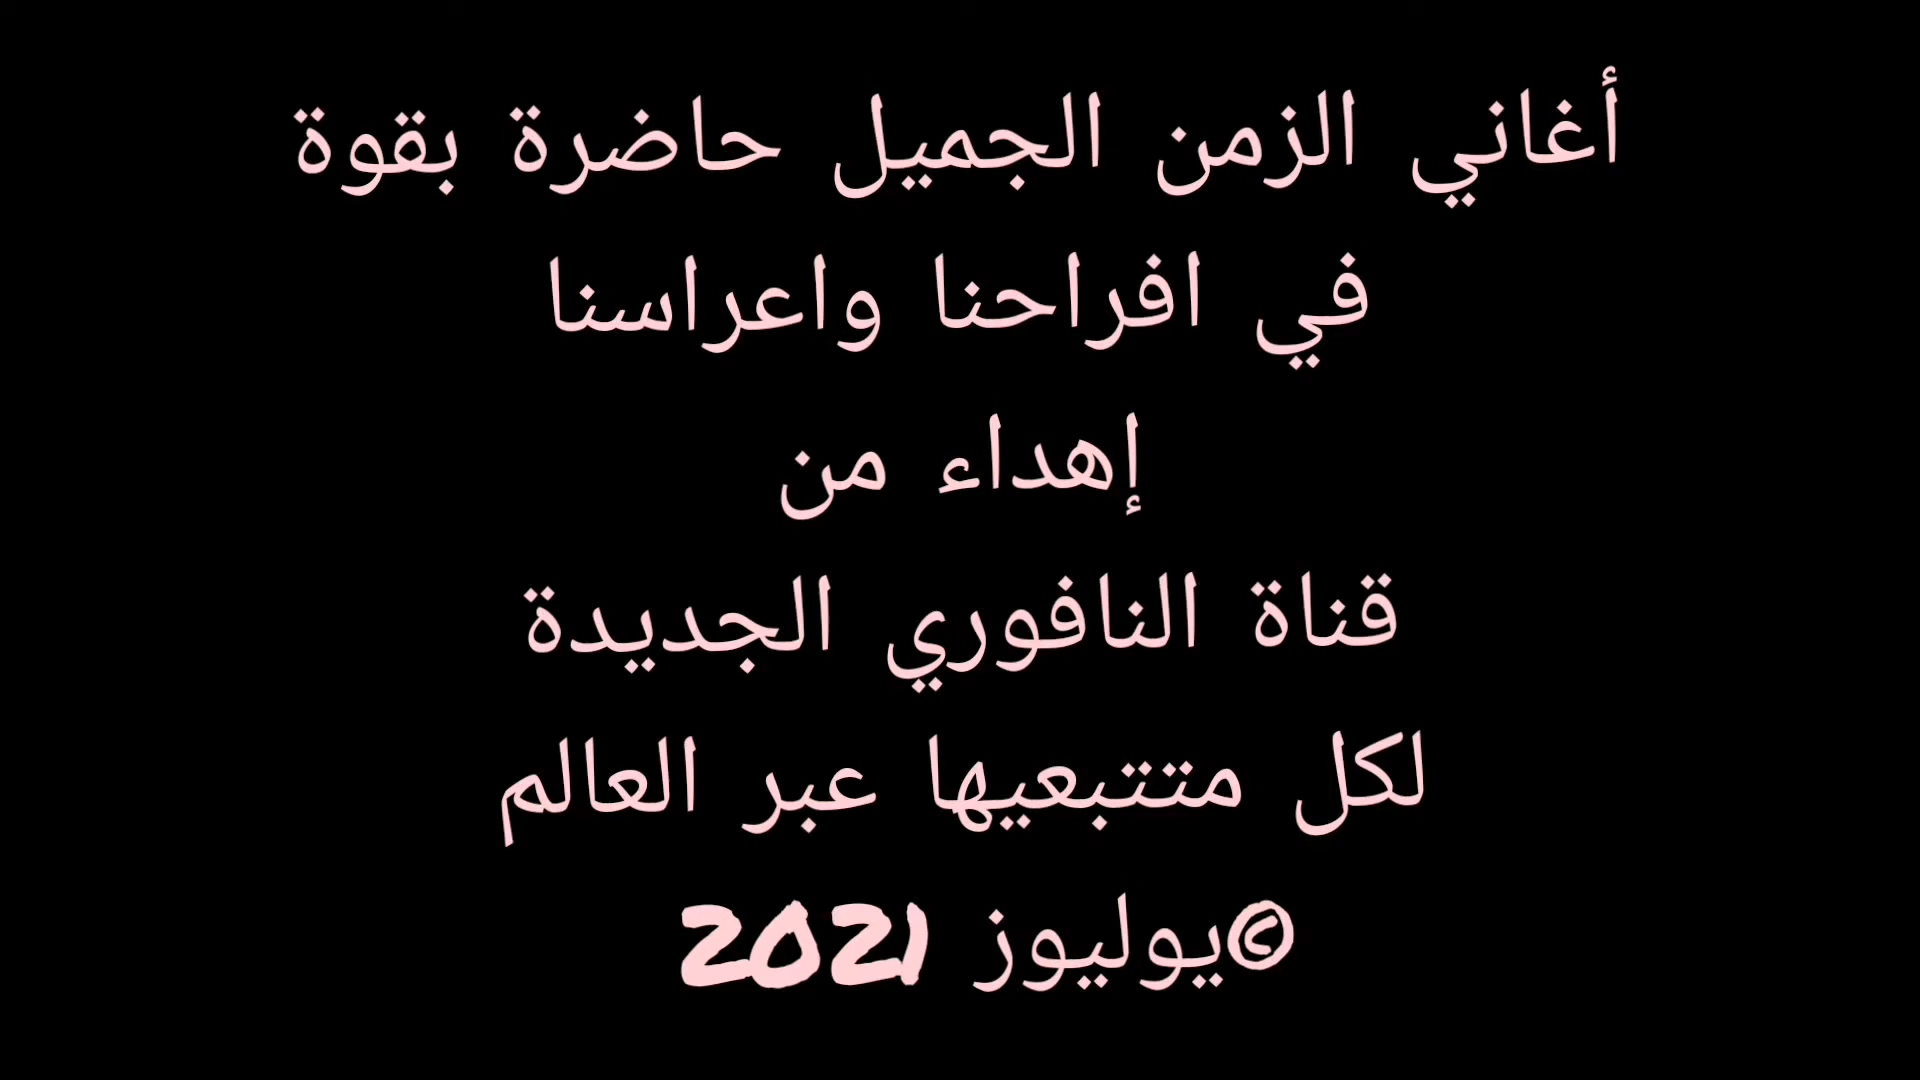 أغاني الزمن الجميل حاضرة بقوة
في افراحنا واعراسنا
إهداء من
قناة النافوري الجديدة
لكل متتبعيها عبر العالم
©يوليوز 2021